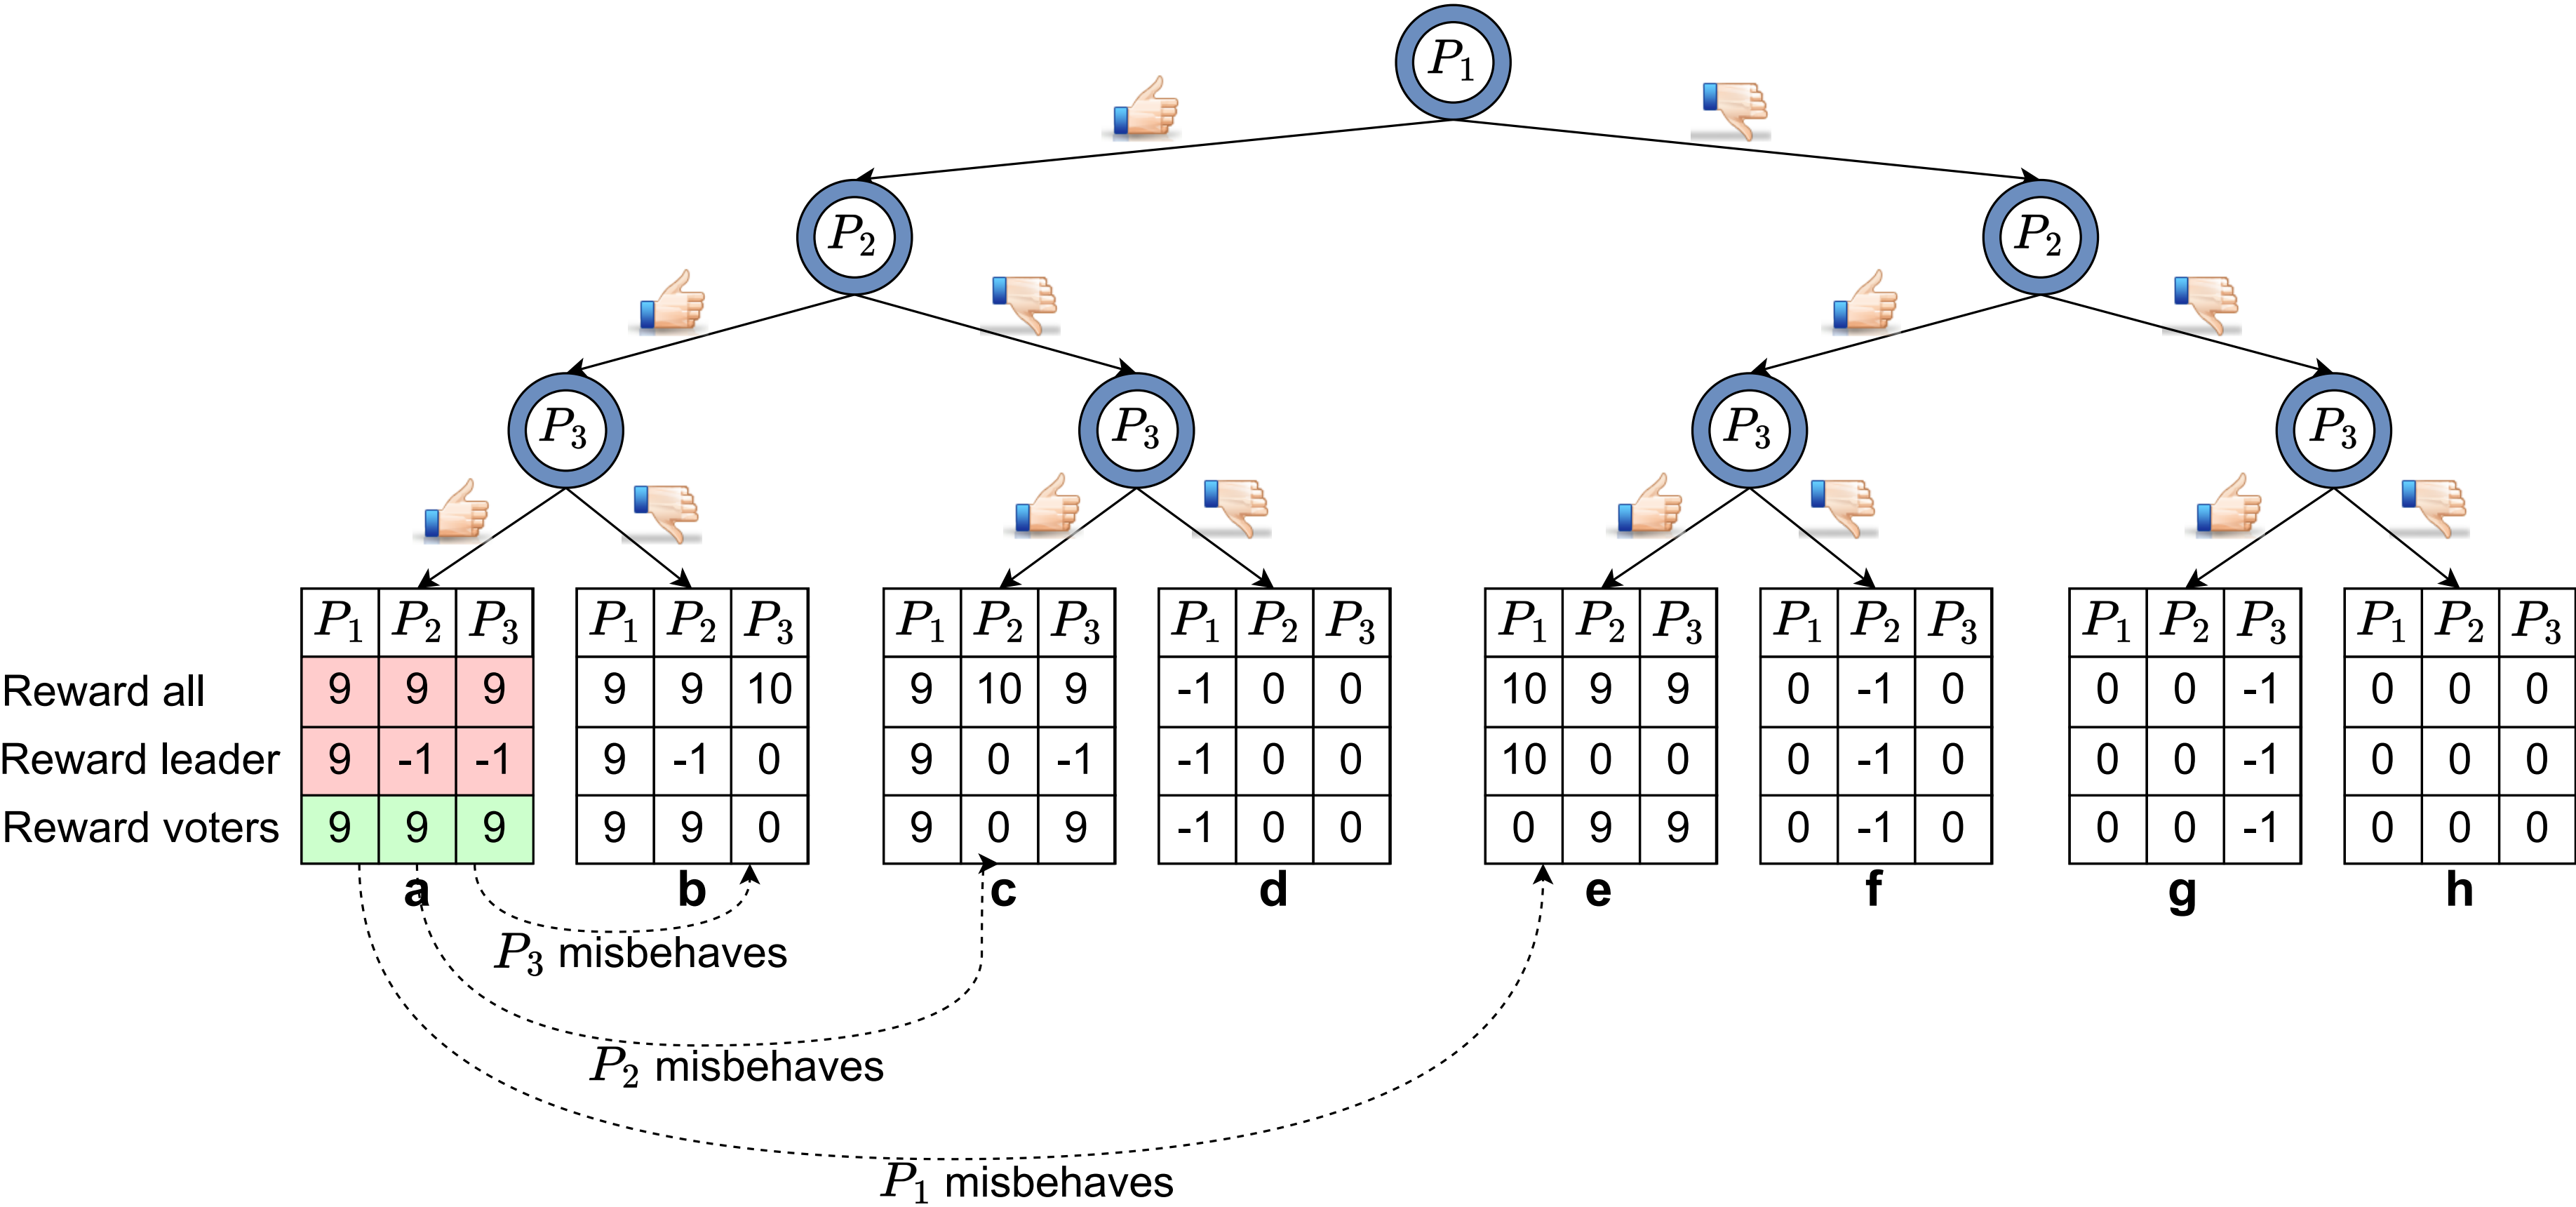 P₁
P₂ P₂
P₃ P₃ P₃ P₃
P₁ P₂ P₃ P₁ P₂ P₃ P₁ P₂ P₃ P₁ P₂ P₃ P₁ P₂ P₃ P₁ P₂ P₃ P₁ P₂ P₃ P₁ P₂ P₃
Reward all 9 9 9 9 9 10 9 10 9 -1 0 0 10 9 9 0 -1 0 0 0 -1 0 0 0
Reward leader 9 -1 -1 9 -1 0 9 0 -1 -1 0 0 10 0 0 0 -1 0 0 0 -1 0 0 0
Reward voters 9 9 9 9 9 0 9 0 9 -1 0 0 0 9 9 0 -1 0 0 0 -1 0 0 0
a b c d e f g h
P₃ misbehaves
P₂ misbehaves
P₁ misbehaves